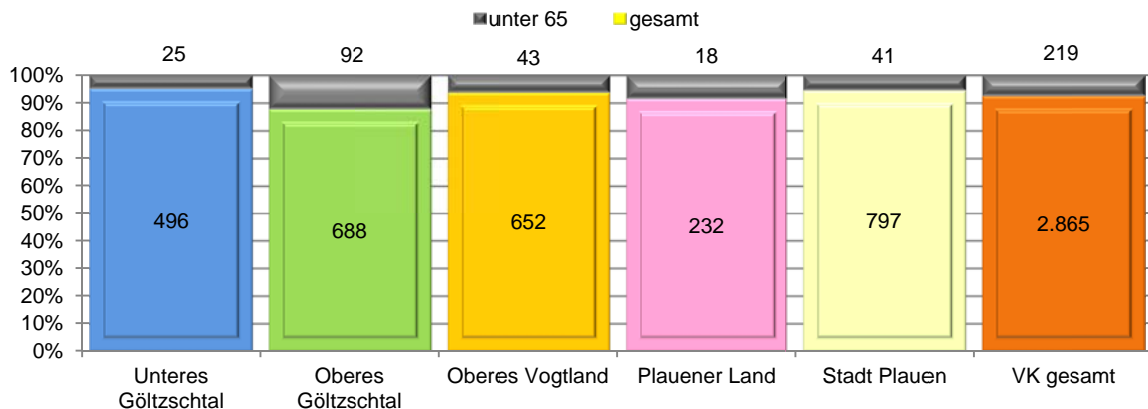 unter 65 gesamt
25 92 43 18 41 219
100%
90%
80%
70%
60%
50%
40%
30%
20%
10%
0%
496 688 652 232 797 2.865
Unteres Göltzschtal
Oberes Göltzschtal
Oberes Vogtland
Plauener Land
Stadt Plauen
VK gesamt